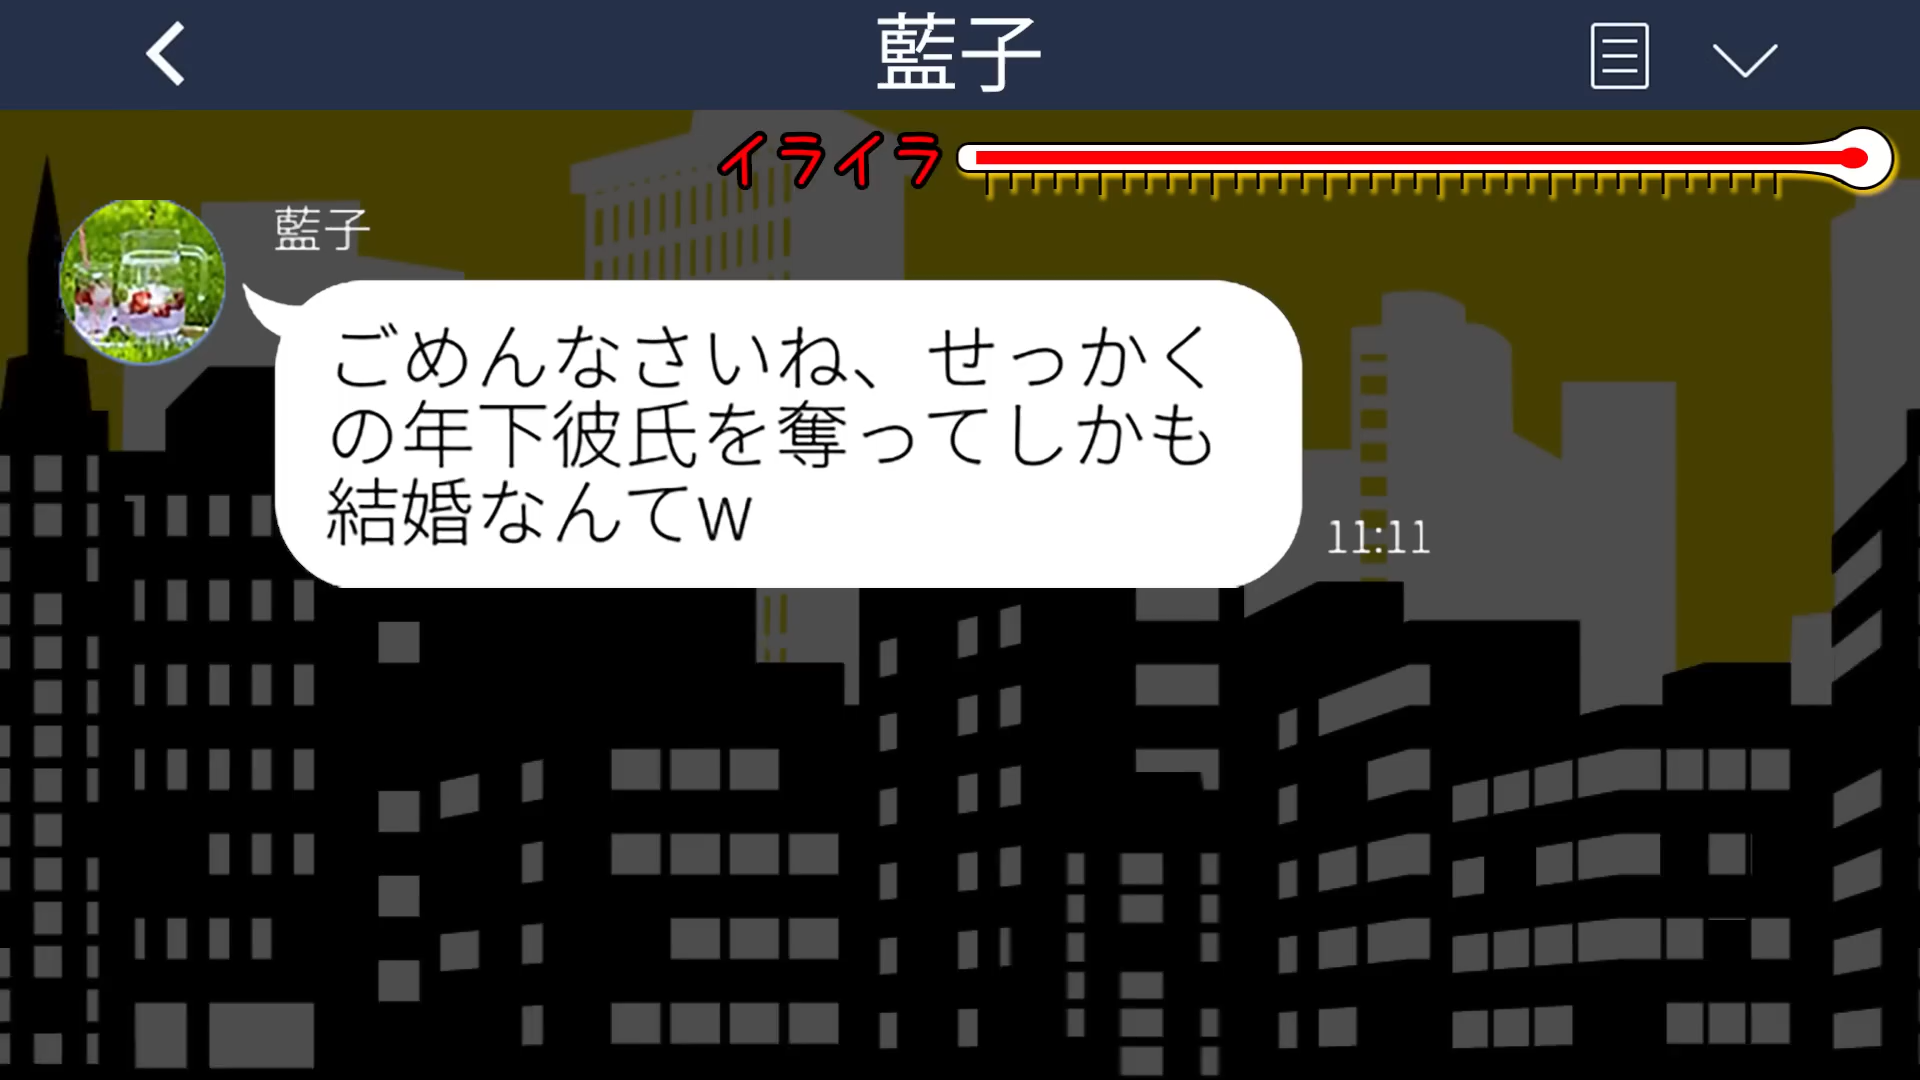 藍子
イライラ
藍子
ごめんなさいね、せっかく
の年下彼氏を奪ってしかも
結婚なんてw
11:11